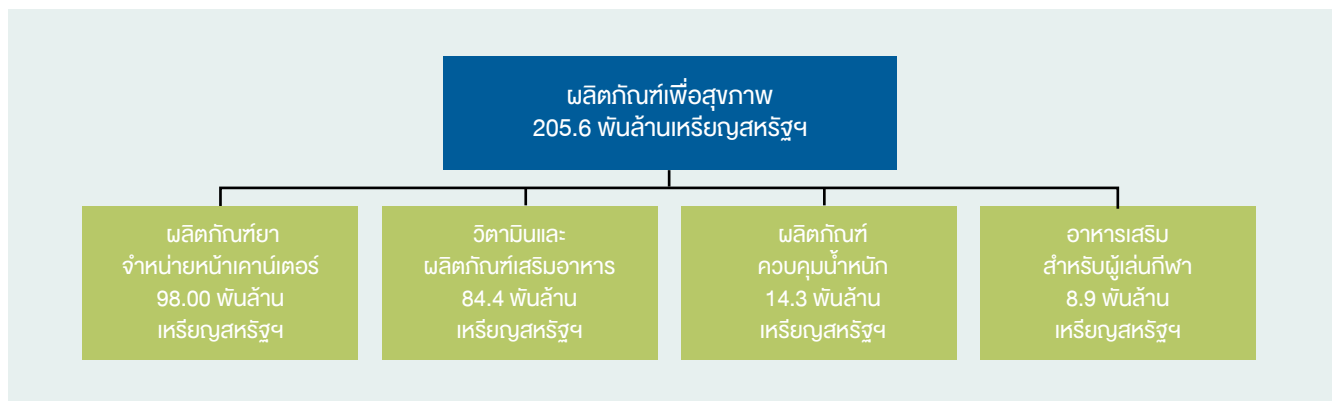 ผลิตภัณฑ์เพื่อสุขภาพ
205.6 พันล้านเหรียญสหรัฐฯ
ผลิตภัณฑ์ยา
จำหน่ายหน้าเคาน์เตอร์
98.00 พันล้าน
เหรียญสหรัฐฯ
วิตามินและ
ผลิตภัณฑ์เสริมอาหาร
84.4 พันล้าน
เหรียญสหรัฐฯ
ผลิตภัณฑ์
ควบคุมน้ำหนัก
14.3 พันล้าน
เหรียญสหรัฐฯ
อาหารเสริม
สำหรับผู้เล่นกีฬา
8.9 พันล้าน
เหรียญสหรัฐฯ